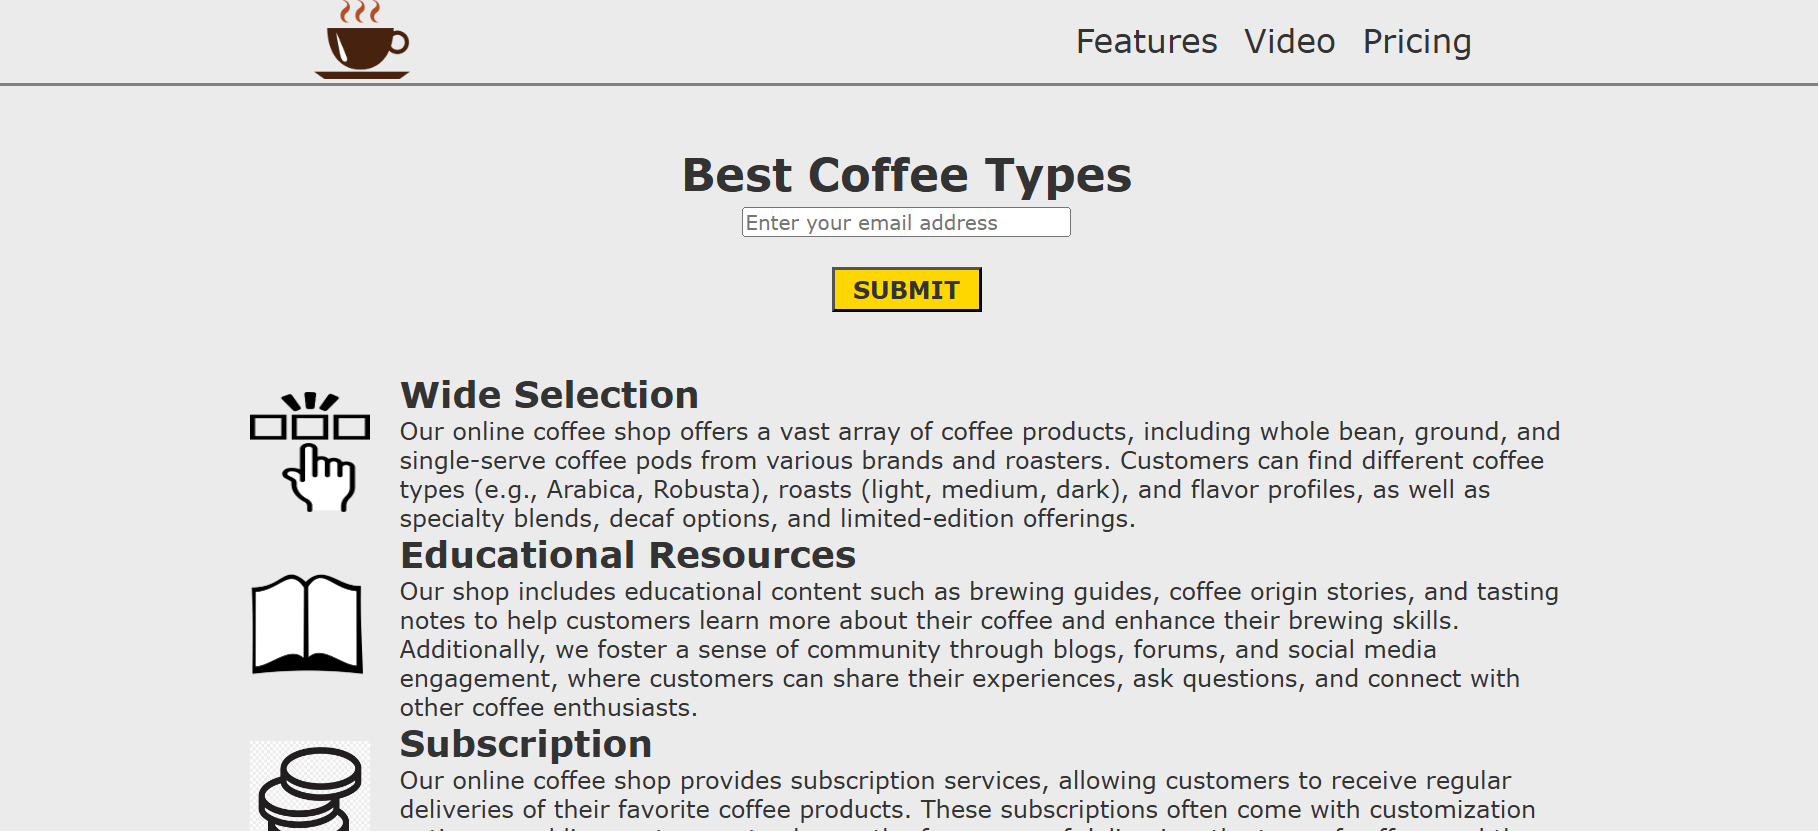 Features Video Pricing
Best Coffee Types
Enter your email address
SUBMIT
Wide Selection
Our online coffee shop offers a vast array of coffee products, including whole bean, ground, and
single-serve coffee pods from various brands and roasters. Customers can find different coffee
types (e.g., Arabica, Robusta), roasts (light, medium, dark), and flavor profiles, as well as
specialty blends, decaf options, and limited-edition offerings.
Educational Resources
Our shop includes educational content such as brewing guides, coffee origin stories, and tasting
notes to help customers learn more about their coffee and enhance their brewing skills.
Additionally, we foster a sense of community through blogs, forums, and social media
engagement, where customers can share their experiences, ask questions, and connect with
other coffee enthusiasts.
Subscription
Our online coffee shop provides subscription services, allowing customers to receive regular
deliveries of their favorite coffee products. These subscriptions often come with customization